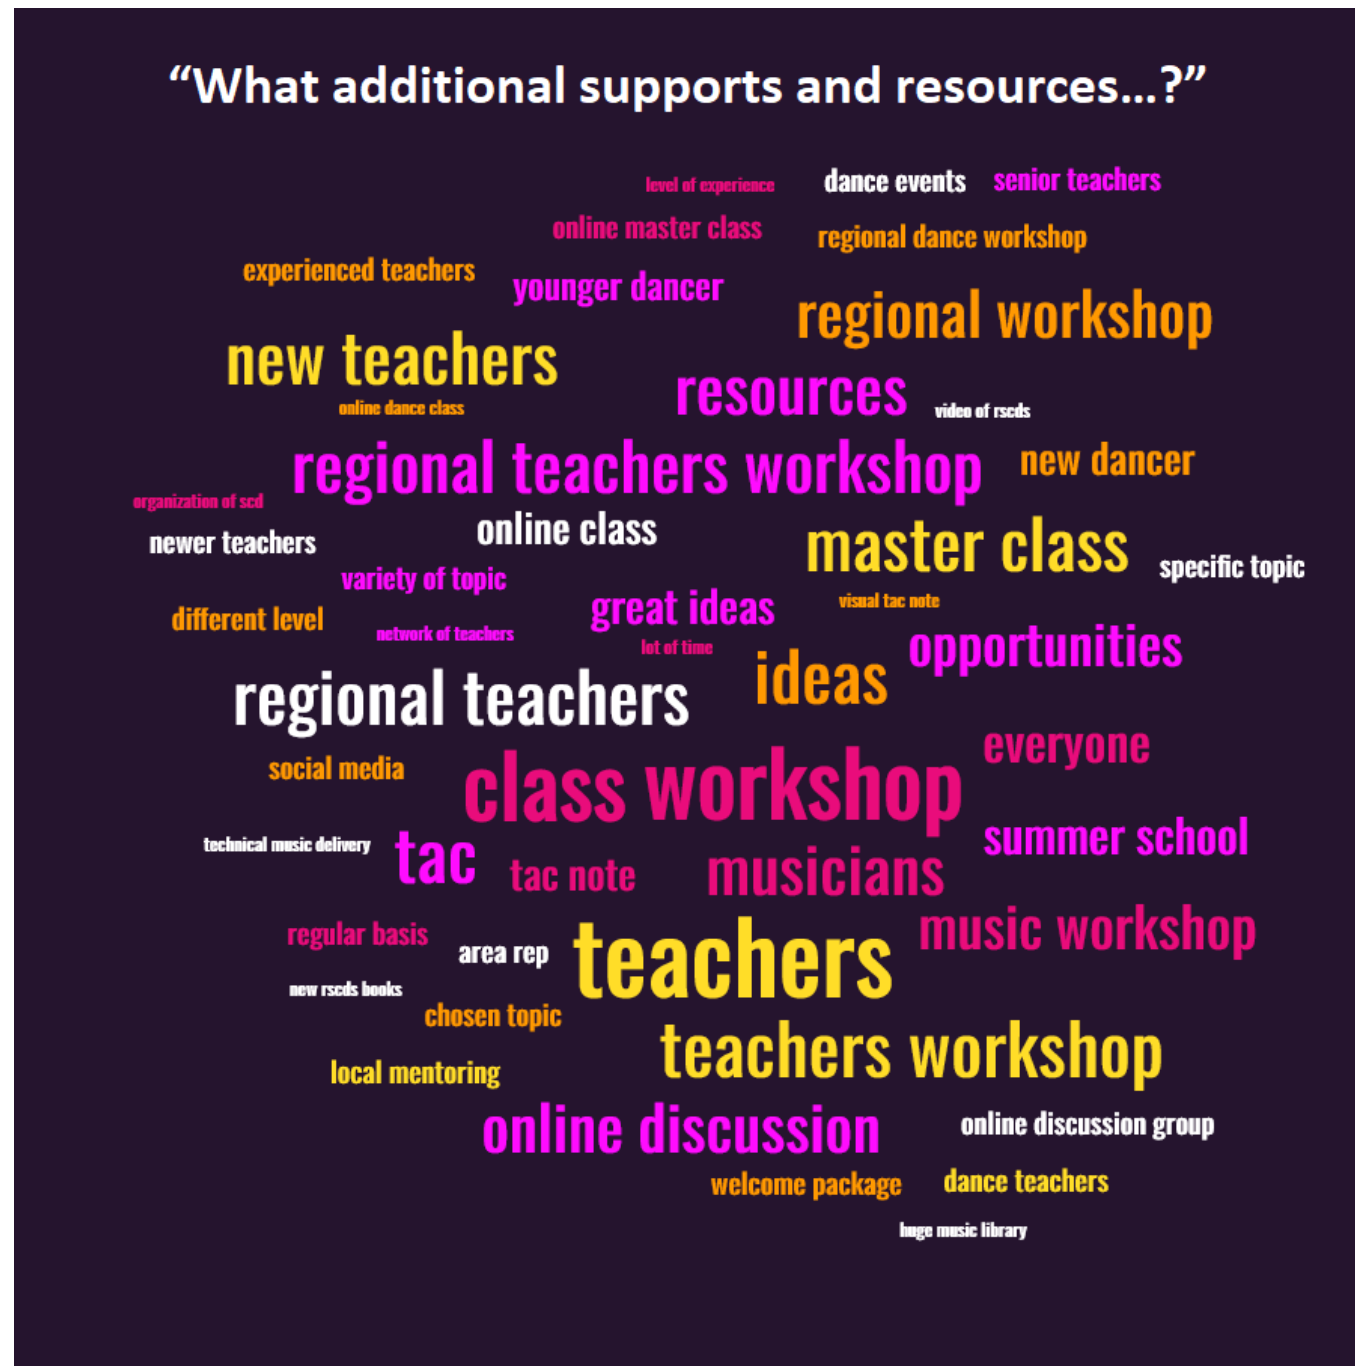 “What additional supports and resources...?”
level of experience
dance events
senior teachers
online master class
regional dance workshop
experienced teachers
younger dancer
regional workshop
new teachers
resources
online dance class
video of rscds
regional teachers workshop
new dancer
organization of scd
online class
newer teachers
master class
specific topic
variety of topic
great ideas
visual tac note
different level
network of teachers
lot of time
opportunities
ideas
regional teachers
everyone
social media
class workshop
technical music delivery
tac
tac note
musicians
summer school
regular basis
area rep
teachers
music workshop
new rscds books
chosen topic
teachers workshop
local mentoring
online discussion
online discussion group
welcome package
dance teachers
huge music library